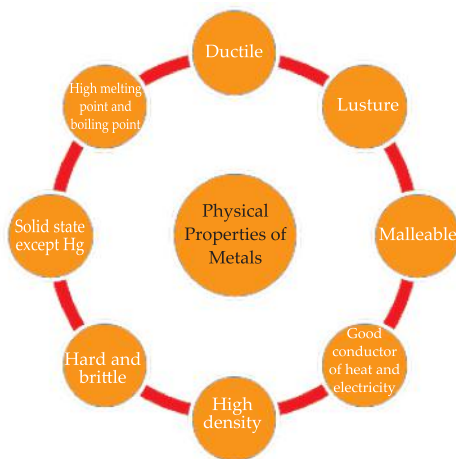 Ductile
Lusture
Malleable
Good
conductor
of heat and
electricity
High
density
Hard and
brittle
Solid state
except Hg
High melting
point and
boiling point
Physical
Properties of
Metals